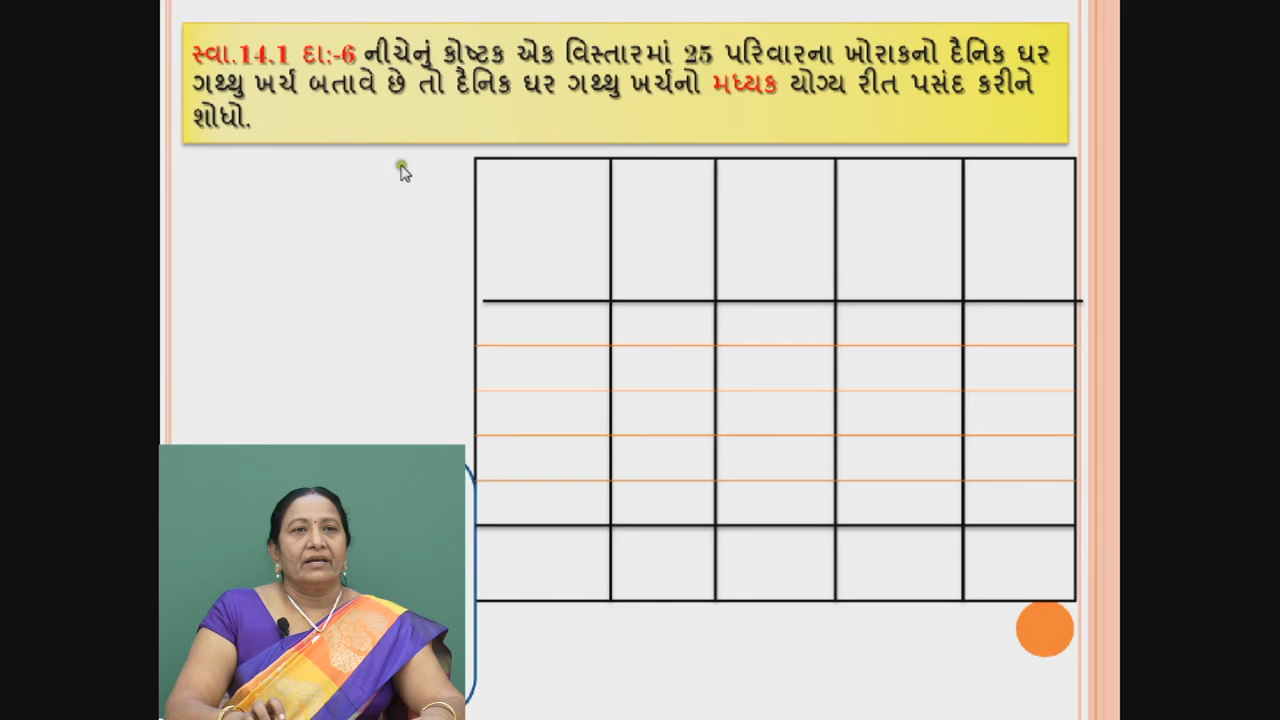 સ્વા.14.1 દા:-6 નીચેનું કોષ્ટક એક વિસ્તારમાં 25 પરિવારના ખોરાકનો દૈનિક ઘર
ગથ્થુ ખર્ચ બતાવે છે તો દૈનિક ઘર ગથ્થુ ખર્ચનો મધ્યક યોગ્ય રીત પસંદ કરીને
શોધો.